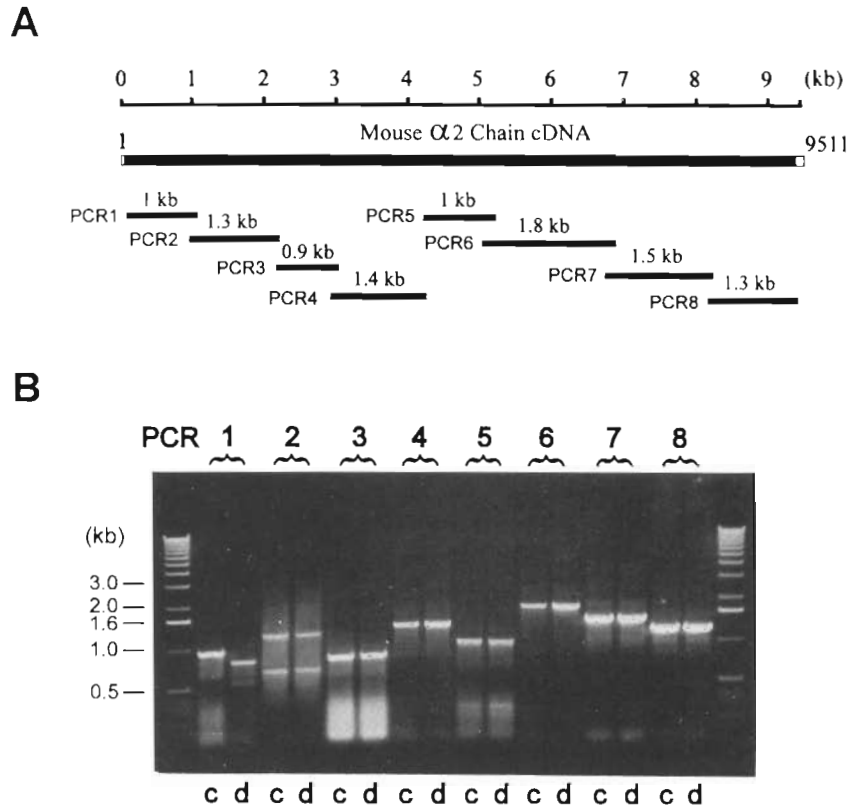 A
0 1 2 3 4 5 6 7 8 9 (kb)
Mouse α2 Chain cDNA
1 9511
PCR1 1 kb
PCR2 1.3 kb
PCR3 0.9 kb
PCR4 1.4 kb
PCR5 1 kb
PCR6 1.8 kb
PCR7 1.5 kb
PCR8 1.3 kb
B
PCR 1 2 3 4 5 6 7 8
(kb)
3.0
2.0
1.6
1.0
0.5
c d c d c d c d c d c d c d c d